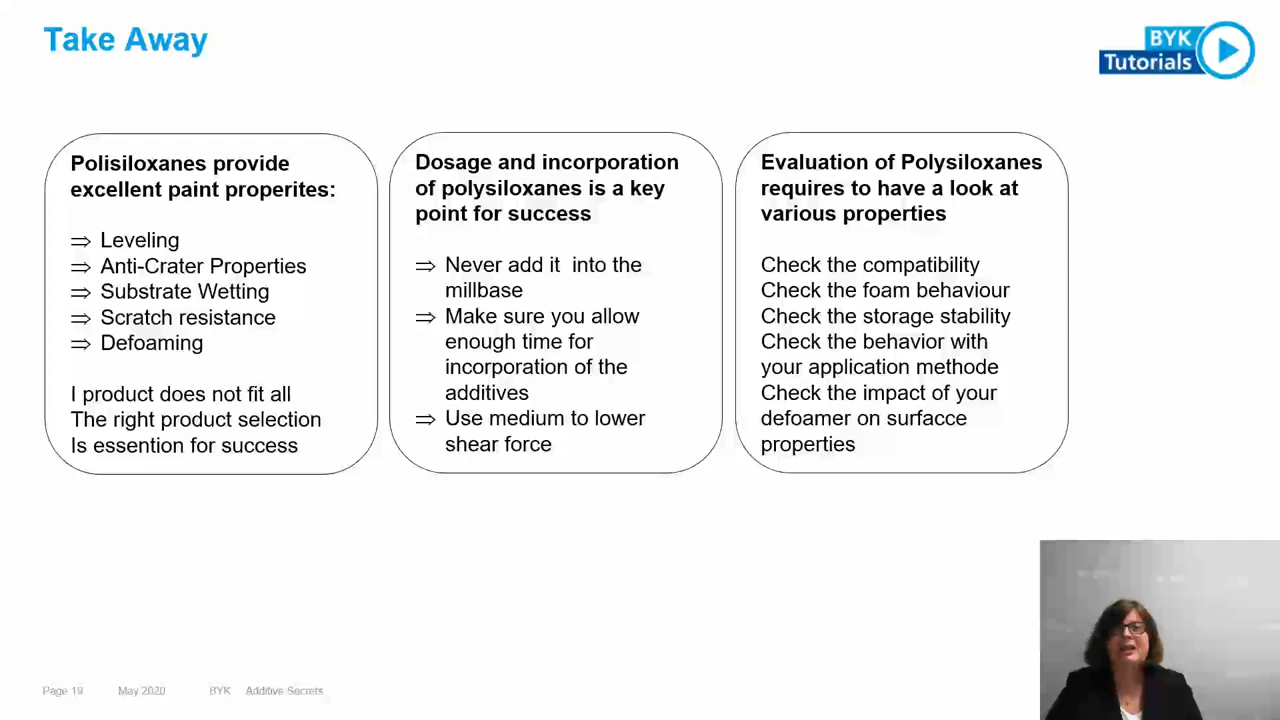 Take Away
BYK
Tutorials
Polisiloxanes provide
excellent paint properites:
⇒ Leveling
⇒ Anti-Crater Properties
⇒ Substrate Wetting
⇒ Scratch resistance
⇒ Defoaming
I product does not fit all
The right product selection
Is essention for success
Dosage and incorporation
of polysiloxanes is a key
point for success
⇒ Never add it into the
millbase
⇒ Make sure you allow
enough time for
incorporation of the
additives
⇒ Use medium to lower
shear force
Evaluation of Polysiloxanes
requires to have a look at
various properties
Check the compatibility
Check the foam behaviour
Check the storage stability
Check the behavior with
your application methode
Check the impact of your
defoamer on surfacce
properties
Page 19 May 2020 BYK Additive Secrets